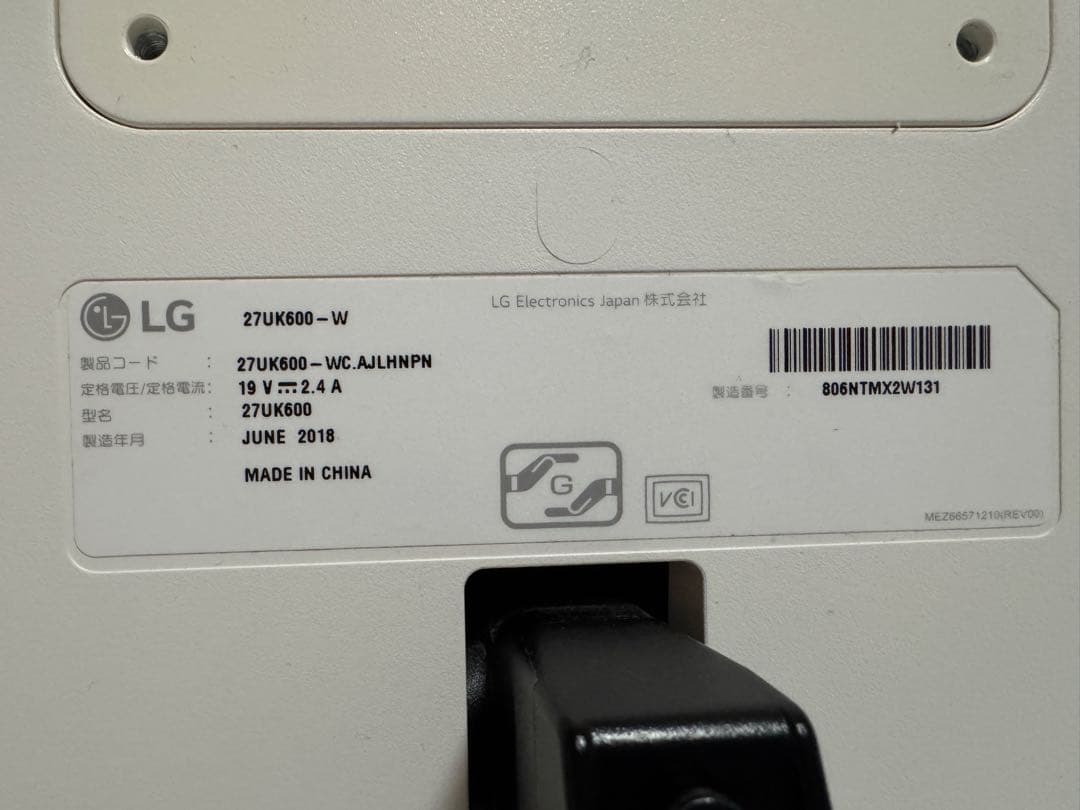 LG 27UK600-W
LG Electronics Japan 株式会社
製品コード : 27UK600-WC.AJLHNPN
定格電圧/定格電流: 19 V ⎓ 2.4 A
型名 : 27UK600
製造年月 : JUNE 2018
MADE IN CHINA
製造番号 : 806NTMX2W131
G
VCI
MEZ66571210(REV00)